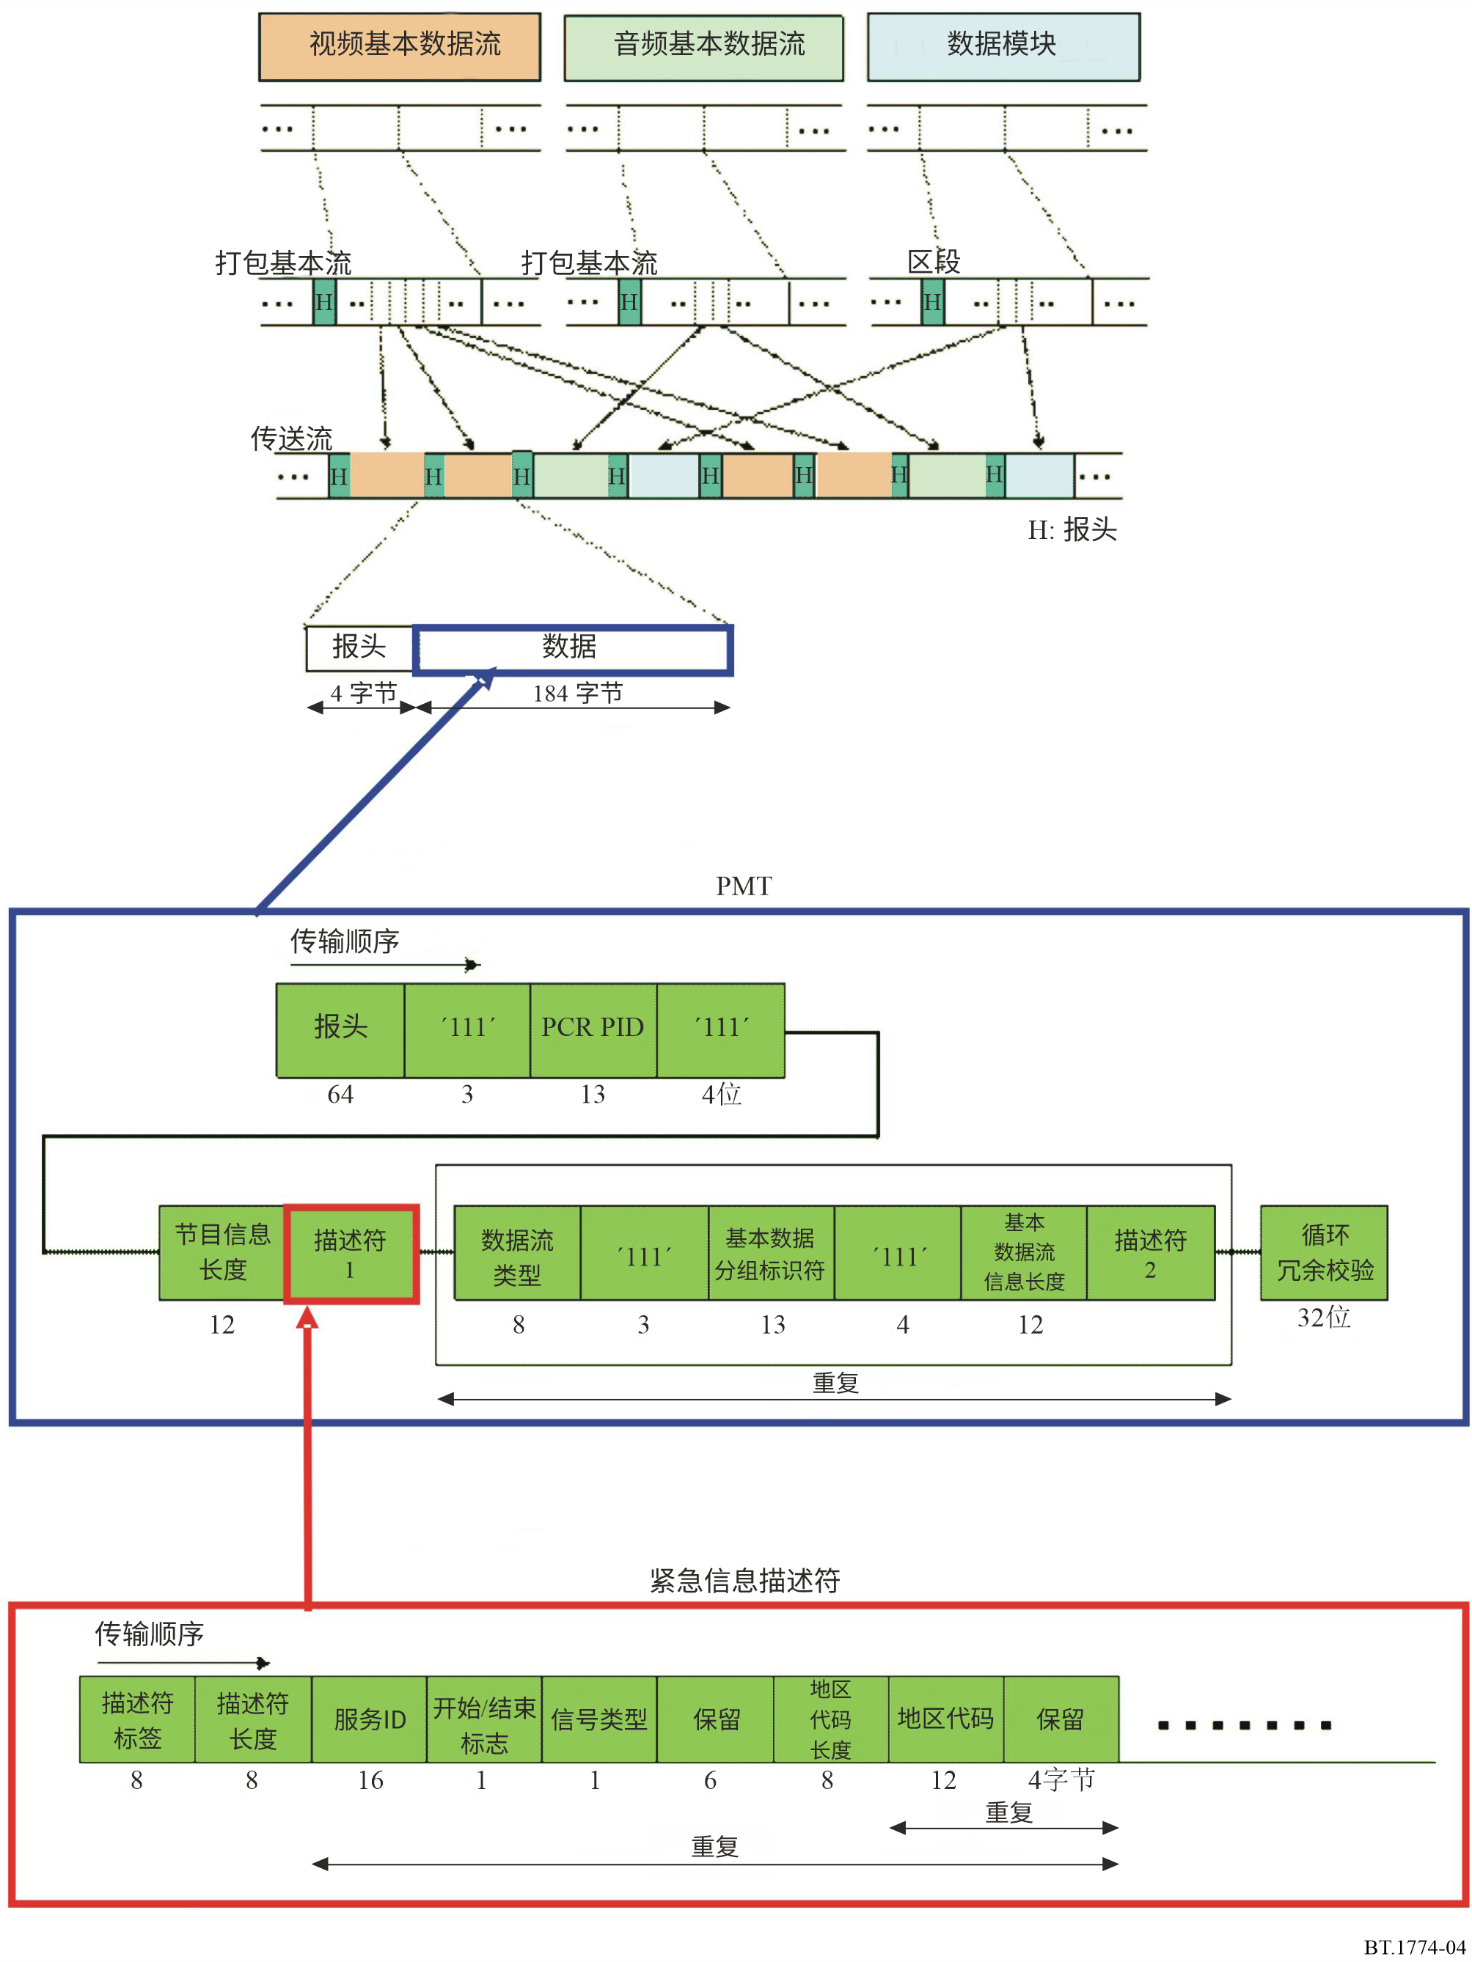 视频基本数据流
音频基本数据流
数据模块
打包基本流
打包基本流
区段
H
H
H
传送流
H
H
H
H
H
H
H
H
H: 报头
报头
数据
4 字节
184 字节
PMT
传输顺序
报头
´111´
PCR PID
´111´
64
3
13
4位
节目信息
长度
描述符
1
数据流
类型
´111´
基本数据
分组标识符
´111´
基本
数据流
信息长度
描述符
2
循环
冗余校验
12
8
3
13
4
12
32位
重复
紧急信息描述符
传输顺序
描述符
标签
描述符
长度
服务ID
开始/结束
标志
信号类型
保留
地区
代码
长度
地区代码
保留
8
8
16
1
1
6
8
12
4字节
重复
重复
BT.1774-04